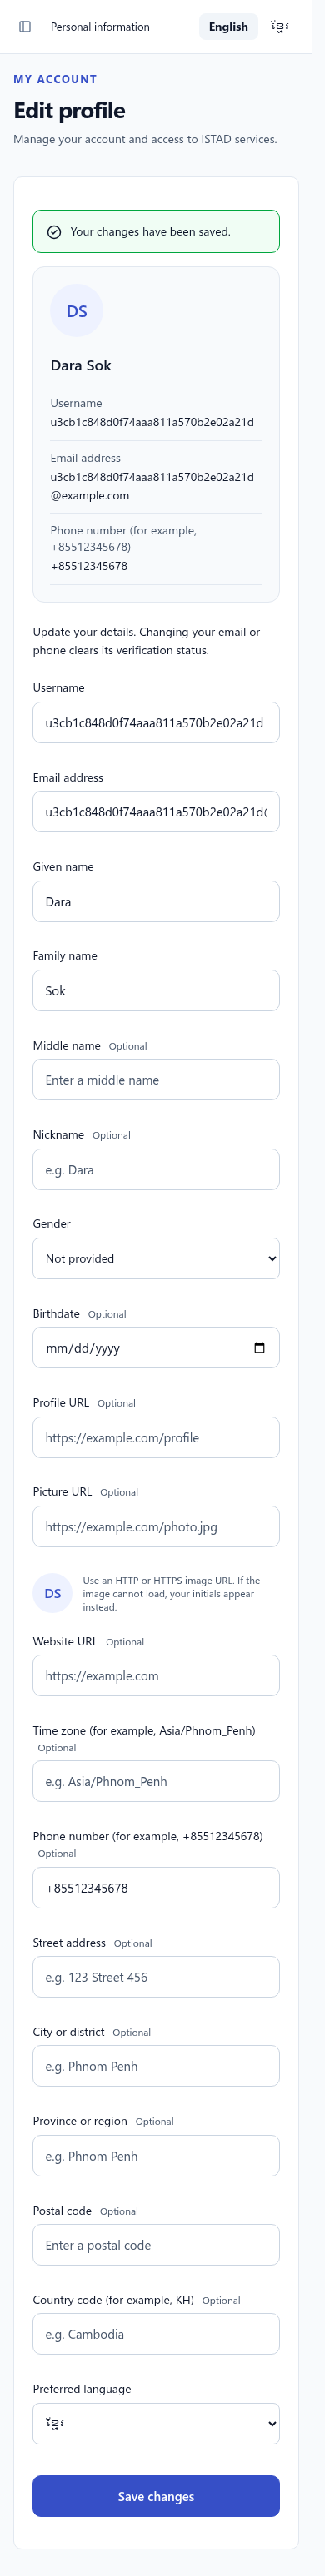 Personal information
English
ខ្មែរ
MY ACCOUNT
Edit profile
Manage your account and access to ISTAD services.
Your changes have been saved.
DS
Dara Sok
Username
u3cb1c848d0f74aaa811a570b2e02a21d
Email address
u3cb1c848d0f74aaa811a570b2e02a21d
@example.com
Phone number (for example,
+85512345678)
+85512345678
Update your details. Changing your email or
phone clears its verification status.
Username
u3cb1c848d0f74aaa811a570b2e02a21d
Email address
u3cb1c848d0f74aaa811a570b2e02a21d@
Given name
Dara
Family name
Sok
Middle name Optional
Enter a middle name
Nickname Optional
e.g. Dara
Gender
Not provided
Birthdate Optional
mm/dd/yyyy
Profile URL Optional
https://example.com/profile
Picture URL Optional
https://example.com/photo.jpg
DS
Use an HTTP or HTTPS image URL. If the
image cannot load, your initials appear
instead.
Website URL Optional
https://example.com
Time zone (for example, Asia/Phnom_Penh)
Optional
e.g. Asia/Phnom_Penh
Phone number (for example, +85512345678)
Optional
+85512345678
Street address Optional
e.g. 123 Street 456
City or district Optional
e.g. Phnom Penh
Province or region Optional
e.g. Phnom Penh
Postal code Optional
Enter a postal code
Country code (for example, KH) Optional
e.g. Cambodia
Preferred language
ខ្មែរ
Save changes